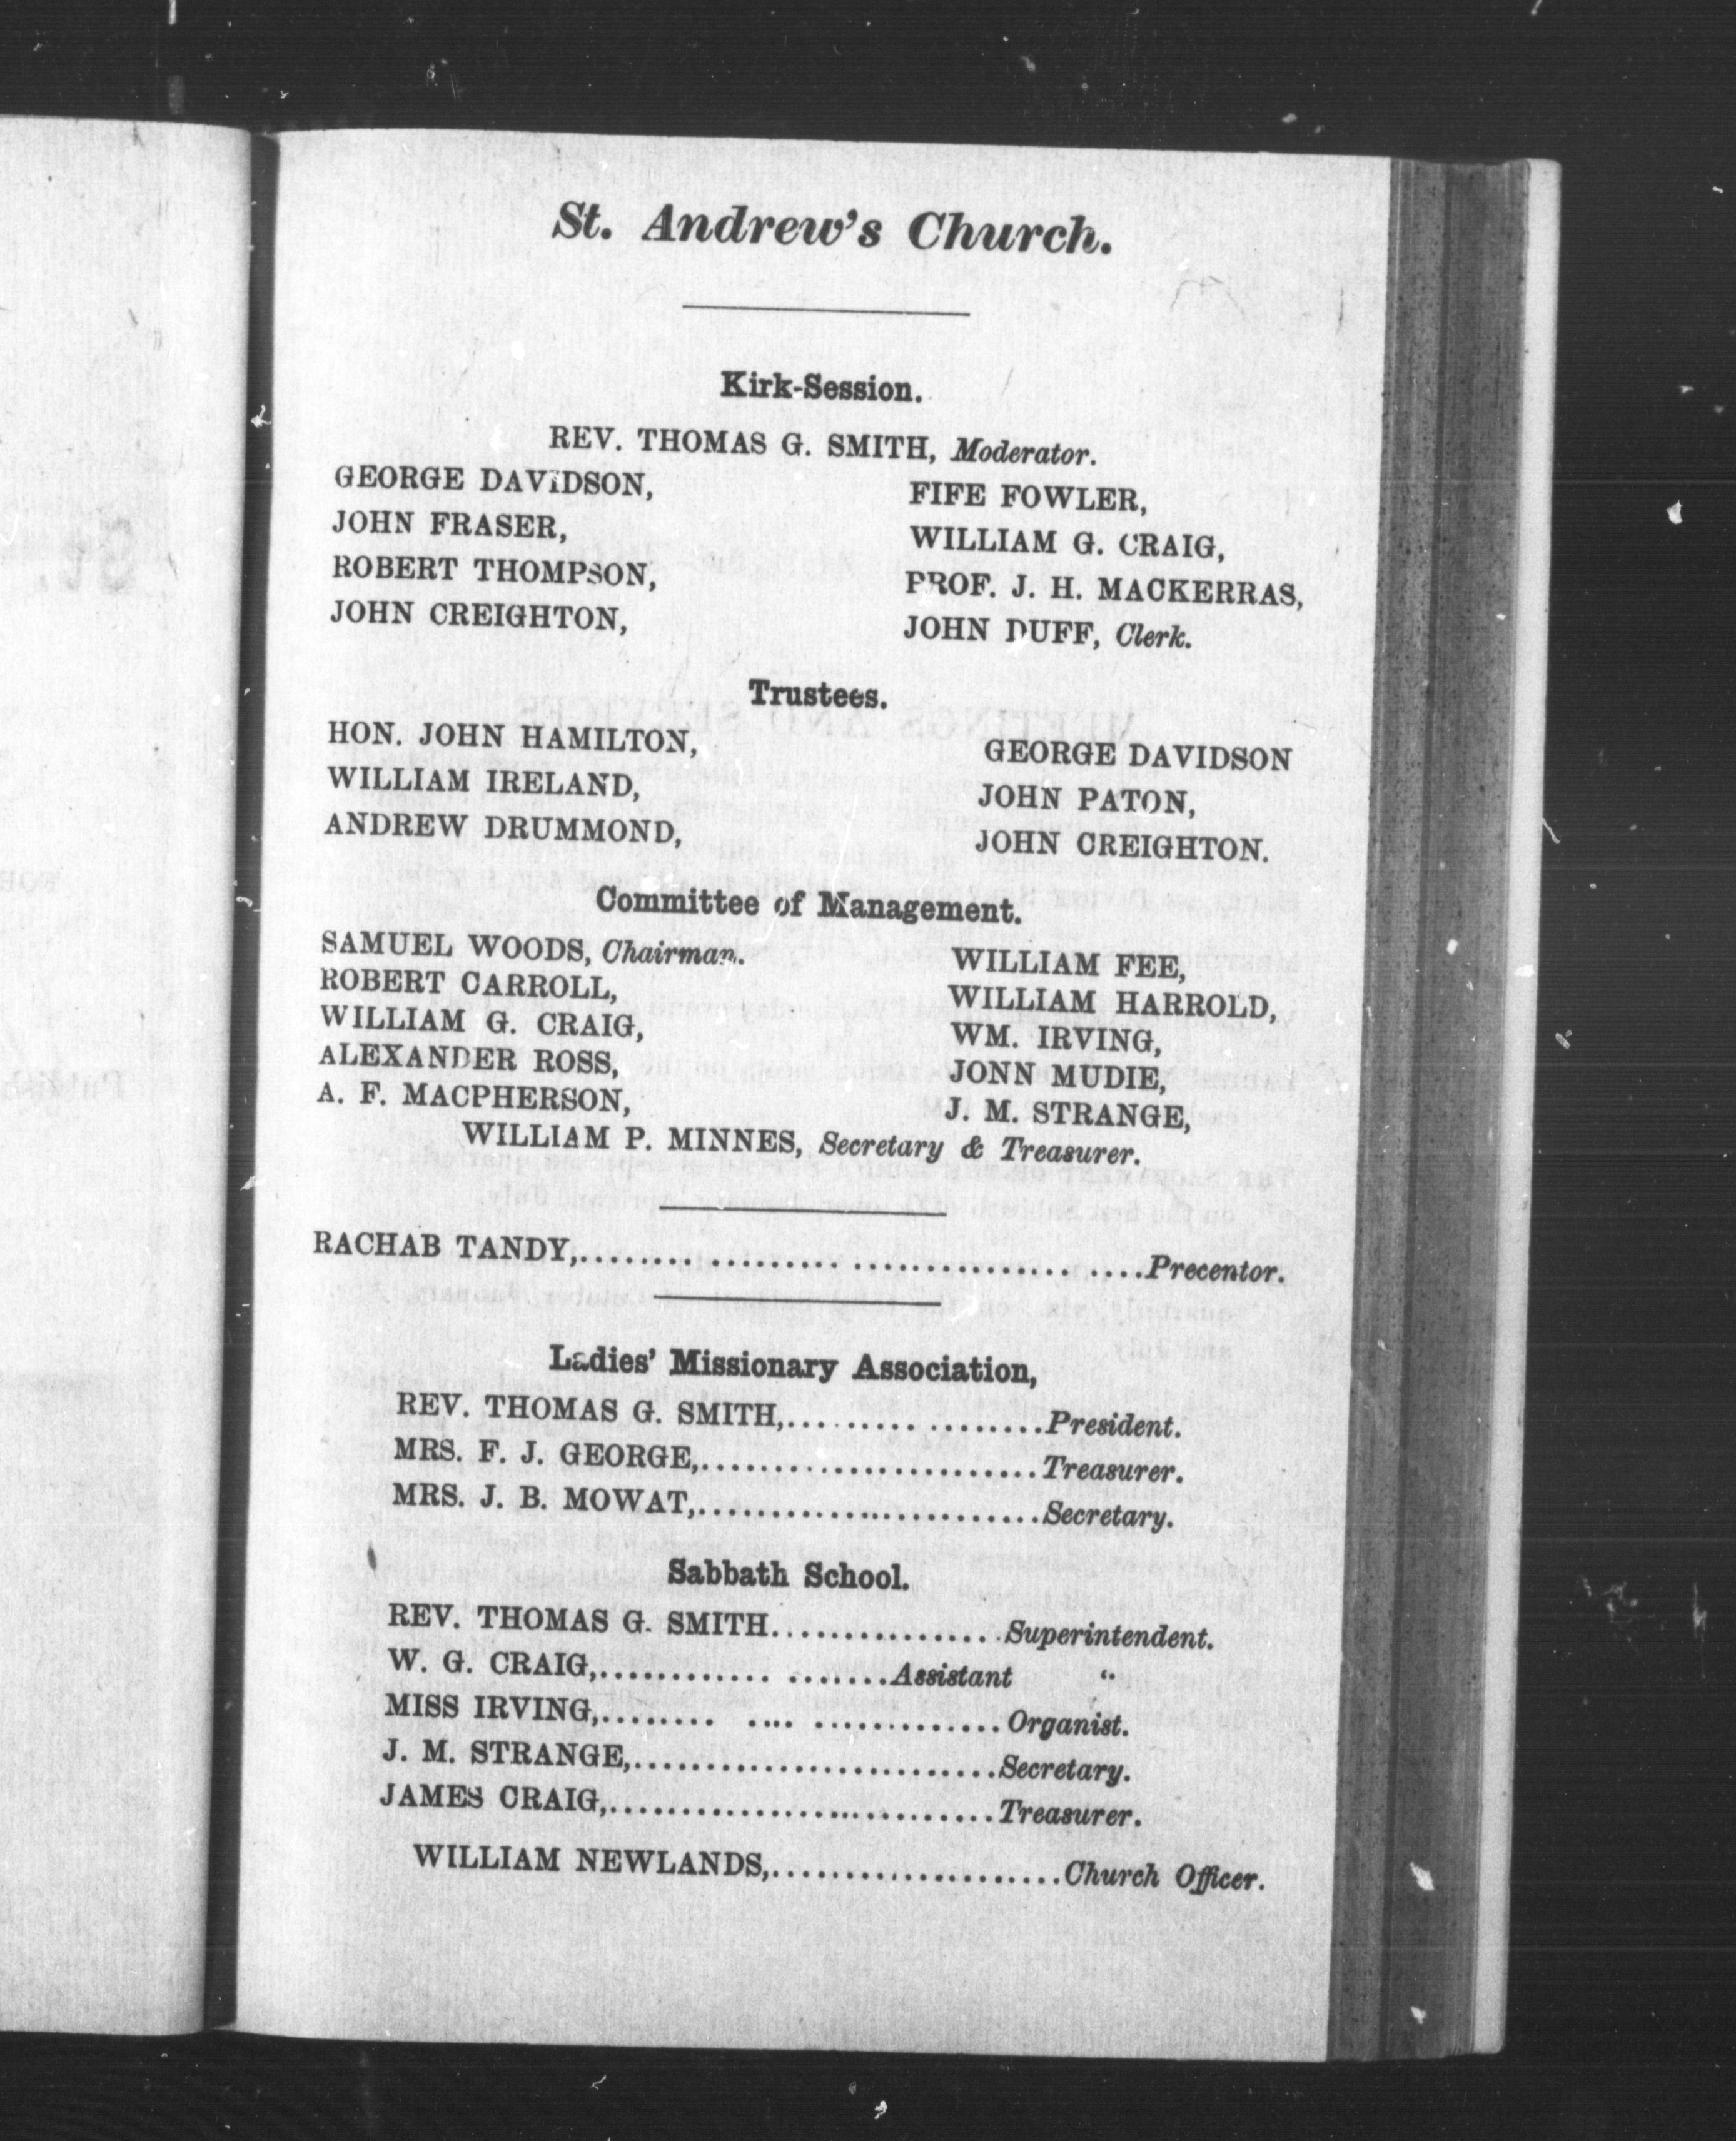 St. Andrew's Church.
Kirk-Session.
REV. THOMAS G. SMITH, Moderator.
GEORGE DAVIDSON, FIFE FOWLER,
JOHN FRASER, WILLIAM G. CRAIG,
ROBERT THOMPSON, PROF. J. H. MACKERRAS,
JOHN CREIGHTON, JOHN DUFF, Clerk.
Trustees.
HON. JOHN HAMILTON, GEORGE DAVIDSON
WILLIAM IRELAND, JOHN PATON,
ANDREW DRUMMOND, JOHN CREIGHTON.
Committee of Management.
SAMUEL WOODS, Chairman. WILLIAM FEE,
ROBERT CARROLL, WILLIAM HARROLD,
WILLIAM G. CRAIG, WM. IRVING,
ALEXANDER ROSS, JONN MUDIE,
A. F. MACPHERSON, J. M. STRANGE,
WILLIAM P. MINNES, Secretary & Treasurer.
RACHAB TANDY,........ ......... ............... ....Precentor.
Ladies' Missionary Association,
REV. THOMAS G. SMITH,......... ........President.
MRS. F. J. GEORGE,........................Treasurer.
MRS. J. B. MOWAT,........................Secretary.
Sabbath School.
REV. THOMAS G. SMITH................Superintendent.
W. G. CRAIG,............ .......Assistant "
MISS IRVING,........ .... .............Organist.
J. M. STRANGE,..........................Secretary.
JAMES CRAIG,...........................Treasurer.
WILLIAM NEWLANDS,....................Church Officer.